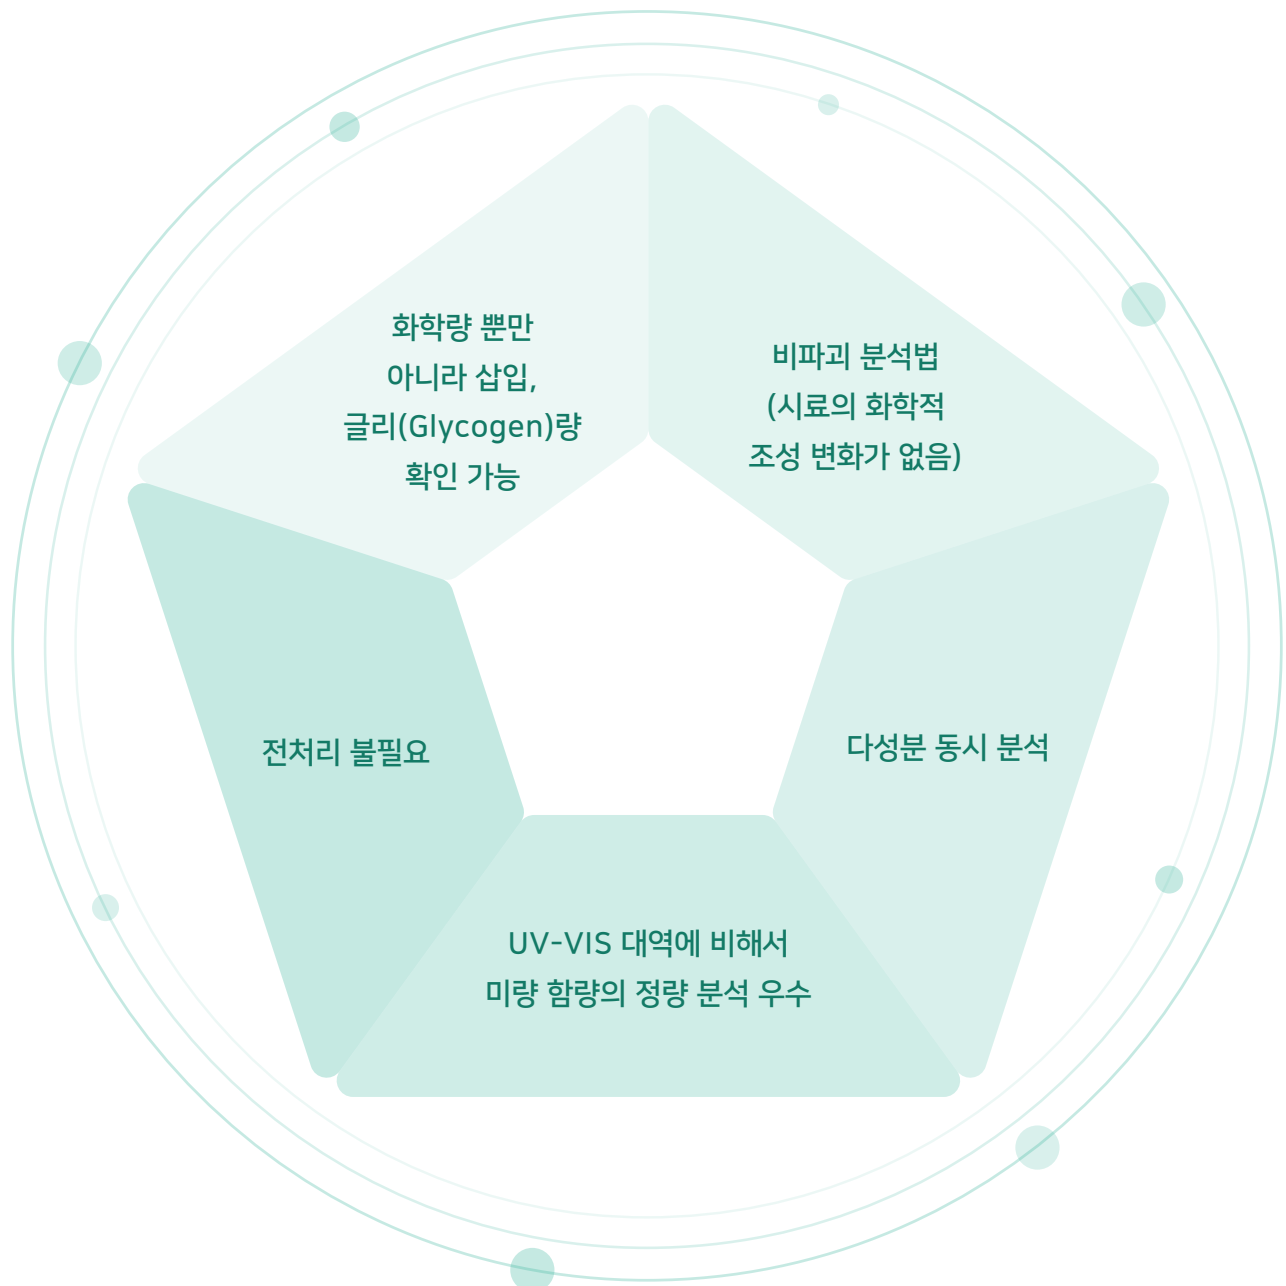 화학량 뿐만
아니라 삽입,
글리(Glycogen)량
확인 가능
비파괴 분석법
(시료의 화학적
조성 변화가 없음)
전처리 불필요
다성분 동시 분석
UV-VIS 대역에 비해서
미량 함량의 정량 분석 우수